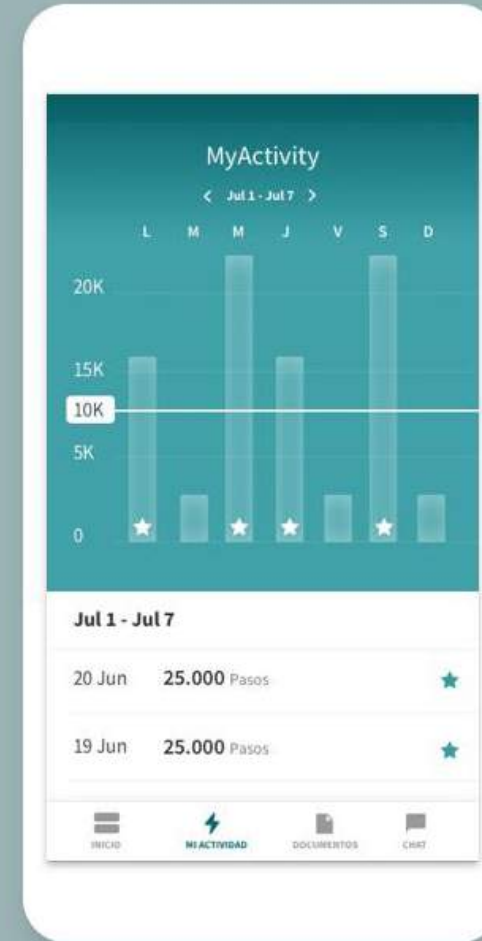 MyActivity
< Jul 1 - Jul 7 >
L M M J V S D
20K
15K
10K
5K
0
Jul 1 - Jul 7
20 Jun 25.000 Pasos
19 Jun 25.000 Pasos
INICIO MI ACTIVIDAD DOCUMENTOS CHAT